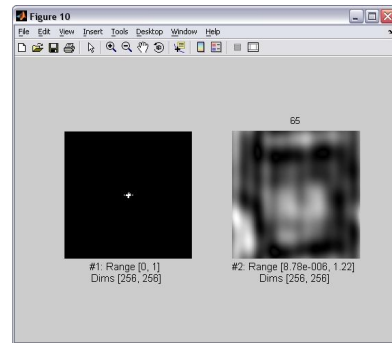 Figure 10
File Edit View Insert Tools Desktop Window Help
65
#1: Range [0, 1]
Dims [256, 256]
#2: Range [8.78e-006, 1.22]
Dims [256, 256]